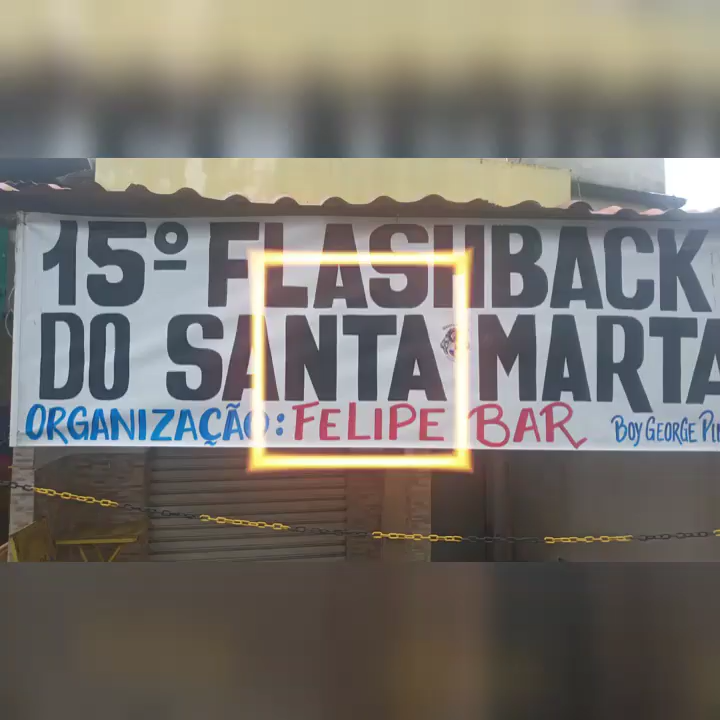 15º FLASHBACK
DO SANTA MARTA
ORGANIZAÇÃO: FELIPE BAR BOY GEORGE